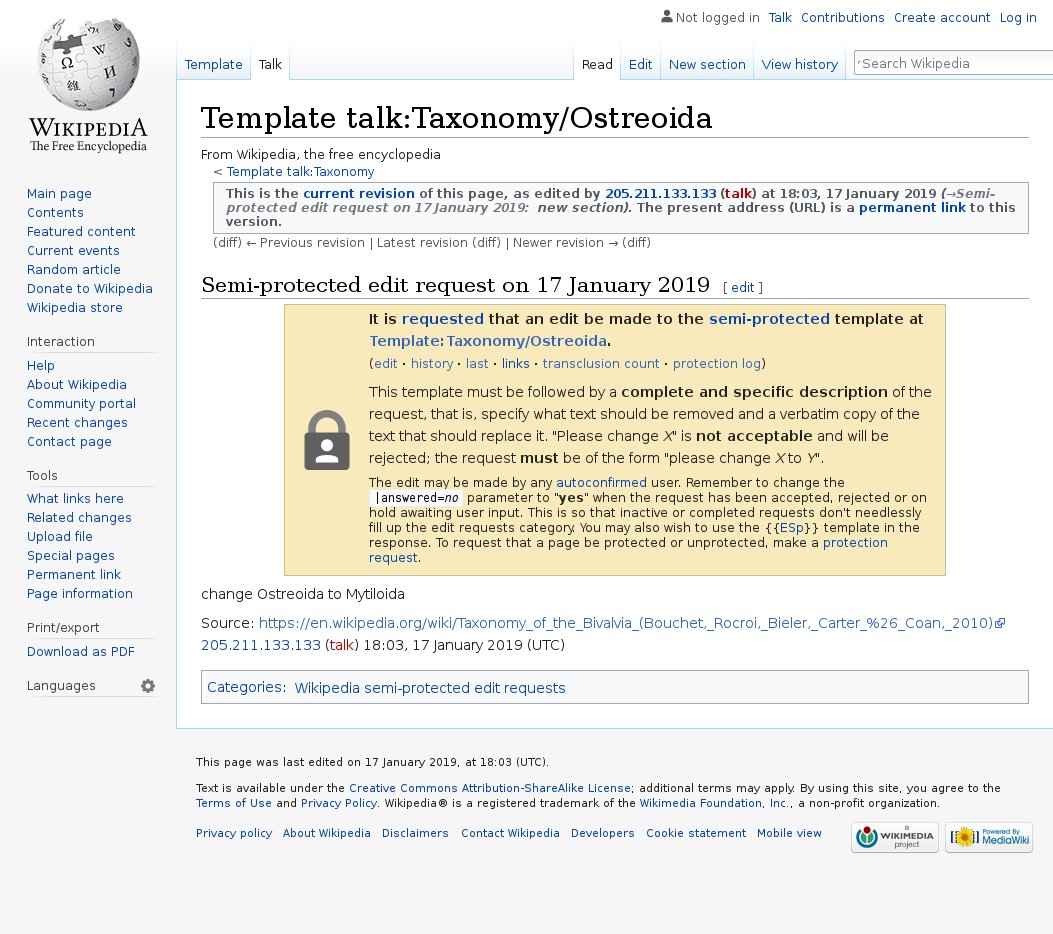 Not logged in Talk Contributions Create account Log in
Template Talk Read Edit New section View history Search Wikipedia
WIKIPEDIA
The Free Encyclopedia
Main page
Contents
Featured content
Current events
Random article
Donate to Wikipedia
Wikipedia store
Interaction
Help
About Wikipedia
Community portal
Recent changes
Contact page
Tools
What links here
Related changes
Upload file
Special pages
Permanent link
Page information
Print/export
Download as PDF
Languages
Template talk:Taxonomy/Ostreoida
From Wikipedia, the free encyclopedia
< Template talk:Taxonomy
This is the current revision of this page, as edited by 205.211.133.133 (talk) at 18:03, 17 January 2019 (→Semi-
protected edit request on 17 January 2019: new section). The present address (URL) is a permanent link to this
version.
(diff) ← Previous revision | Latest revision (diff) | Newer revision → (diff)
Semi-protected edit request on 17 January 2019 [ edit ]
It is requested that an edit be made to the semi-protected template at
Template:Taxonomy/Ostreoida.
(edit · history · last · links · transclusion count · protection log)
This template must be followed by a complete and specific description of the
request, that is, specify what text should be removed and a verbatim copy of the
text that should replace it. "Please change X" is not acceptable and will be
rejected; the request must be of the form "please change X to Y".
The edit may be made by any autoconfirmed user. Remember to change the
|answered=no parameter to "yes" when the request has been accepted, rejected or on
hold awaiting user input. This is so that inactive or completed requests don't needlessly
fill up the edit requests category. You may also wish to use the {{ESp}} template in the
response. To request that a page be protected or unprotected, make a protection
request.
change Ostreoida to Mytiloida
Source: https://en.wikipedia.org/wiki/Taxonomy_of_the_Bivalvia_(Bouchet,_Rocroi,_Bieler,_Carter_%26_Coan,_2010)
205.211.133.133 (talk) 18:03, 17 January 2019 (UTC)
Categories: Wikipedia semi-protected edit requests
This page was last edited on 17 January 2019, at 18:03 (UTC).
Text is available under the Creative Commons Attribution-ShareAlike License; additional terms may apply. By using this site, you agree to the
Terms of Use and Privacy Policy. Wikipedia® is a registered trademark of the Wikimedia Foundation, Inc., a non-profit organization.
Privacy policy About Wikipedia Disclaimers Contact Wikipedia Developers Cookie statement Mobile view
a
WIKIMEDIA
project
Powered By
MediaWiki